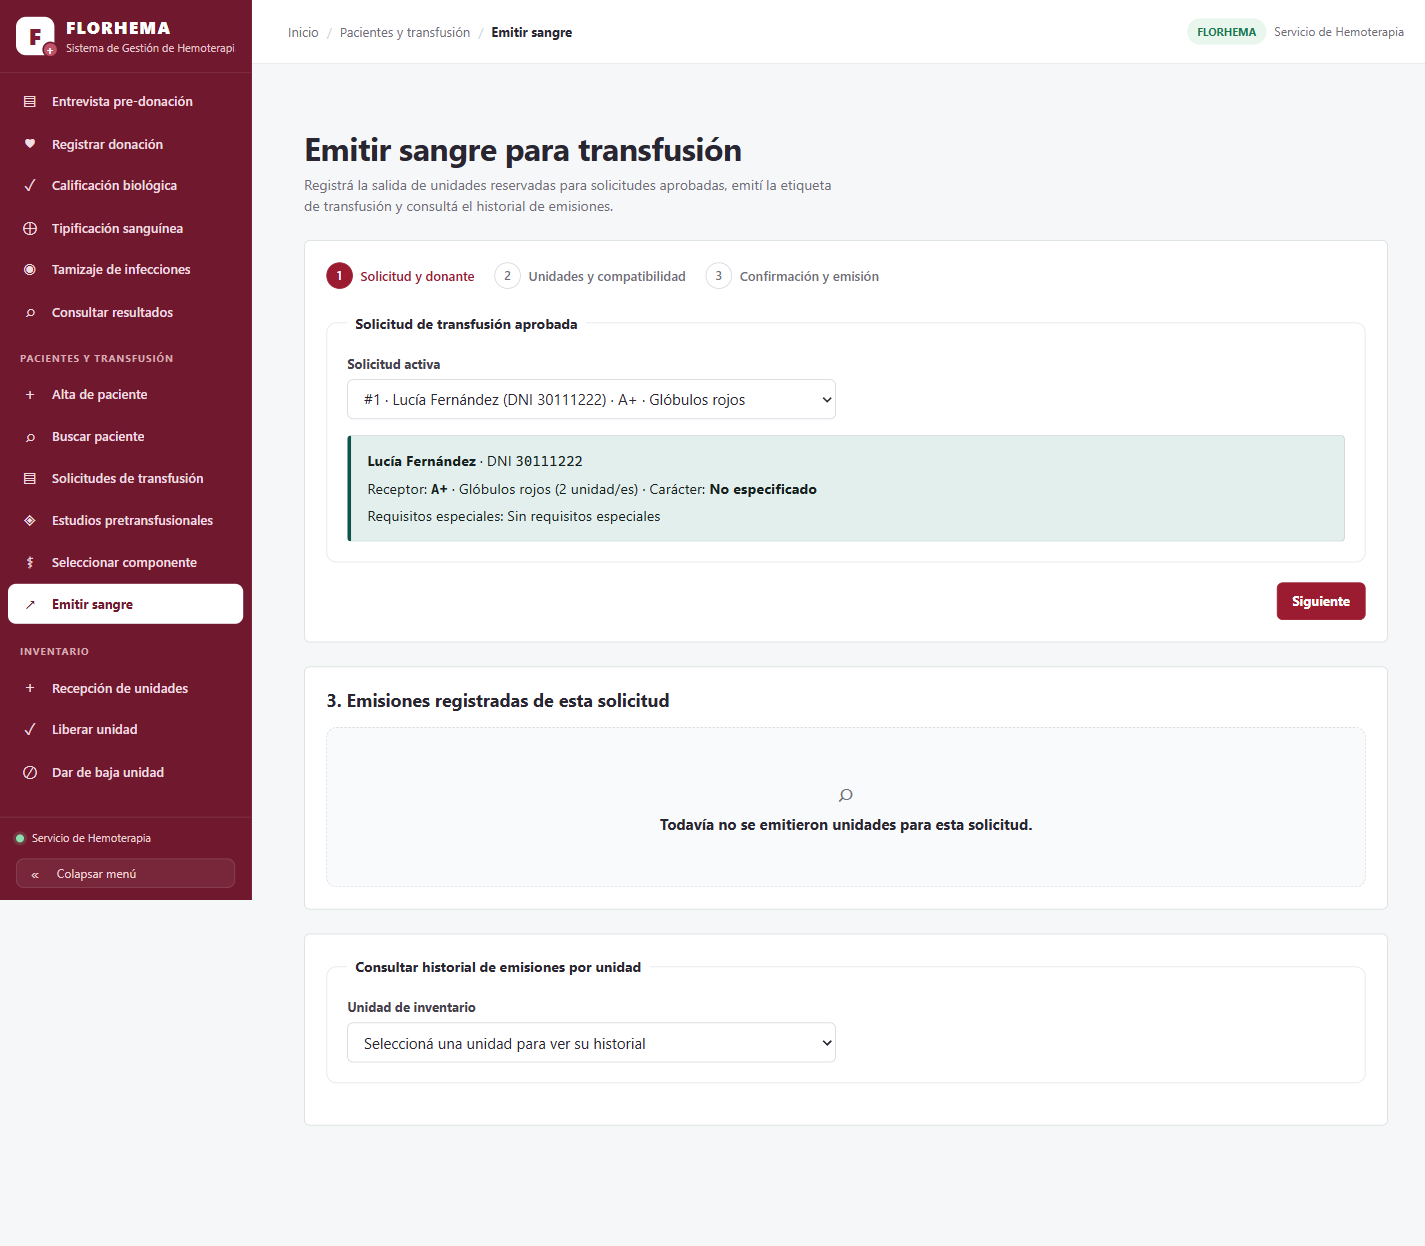 F
FLORHEMA
Sistema de Gestión de Hemoterapi
Entrevista pre-donación
Registrar donación
Calificación biológica
Tipificación sanguínea
Tamizaje de infecciones
Consultar resultados
PACIENTES Y TRANSFUSIÓN
Alta de paciente
Buscar paciente
Solicitudes de transfusión
Estudios pretransfusionales
Seleccionar componente
Emitir sangre
INVENTARIO
Recepción de unidades
Liberar unidad
Dar de baja unidad
Servicio de Hemoterapia
« Colapsar menú
Inicio / Pacientes y transfusión / Emitir sangre
FLORHEMA Servicio de Hemoterapia
Emitir sangre para transfusión
Registrá la salida de unidades reservadas para solicitudes aprobadas, emití la etiqueta
de transfusión y consultá el historial de emisiones.
1 Solicitud y donante 2 Unidades y compatibilidad 3 Confirmación y emisión
Solicitud de transfusión aprobada
Solicitud activa
#1 · Lucía Fernández (DNI 30111222) · A+ · Glóbulos rojos
Lucía Fernández · DNI 30111222
Receptor: A+ · Glóbulos rojos (2 unidad/es) · Carácter: No especificado
Requisitos especiales: Sin requisitos especiales
Siguiente
3. Emisiones registradas de esta solicitud
Todavía no se emitieron unidades para esta solicitud.
Consultar historial de emisiones por unidad
Unidad de inventario
Seleccioná una unidad para ver su historial